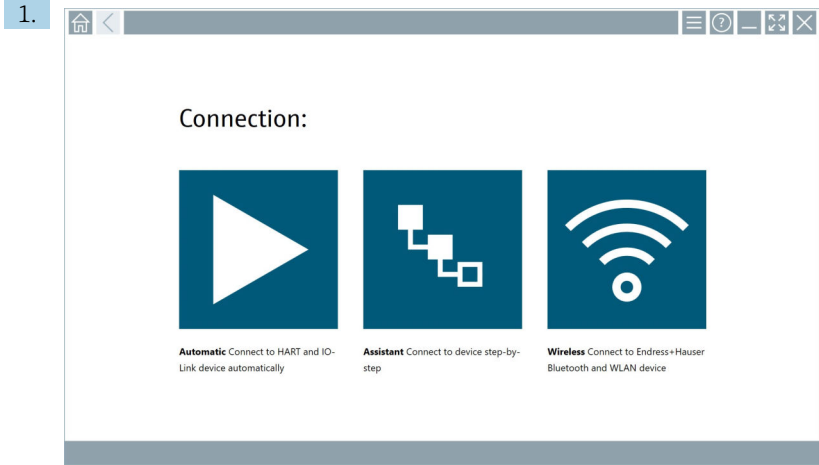 1.
Connection:
Automatic Connect to HART and IO-
Link device automatically
Assistant Connect to device step-by-
step
Wireless Connect to Endress+Hauser
Bluetooth and WLAN device